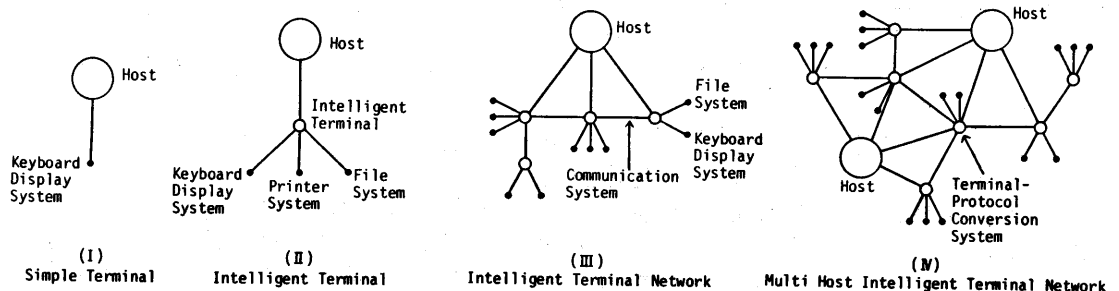 Host
Keyboard
Display
System
(I)
Simple Terminal
Host
Intelligent
Terminal
Keyboard
Display
System
Printer
System
File
System
(II)
Intelligent Terminal
Host
File
System
Keyboard
Display
System
Communication
System
(III)
Intelligent Terminal Network
Host
Host
Terminal-
Protocol
Conversion
System
(IV)
Multi Host Intelligent Terminal Network